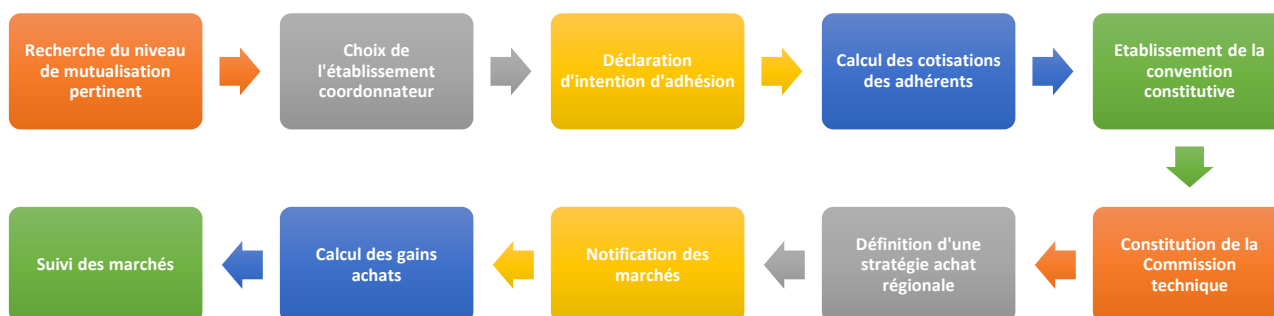 Recherche du niveau
de mutualisation
pertinent
Choix de
l'établissement
coordonnateur
Déclaration
d'intention d'adhésion
Calcul des cotisations
des adhérents
Etablissement de la
convention
constitutive
Constitution de la
Commission
technique
Définition d'une
stratégie achat
régionale
Notification des
marchés
Calcul des gains
achats
Suivi des marchés